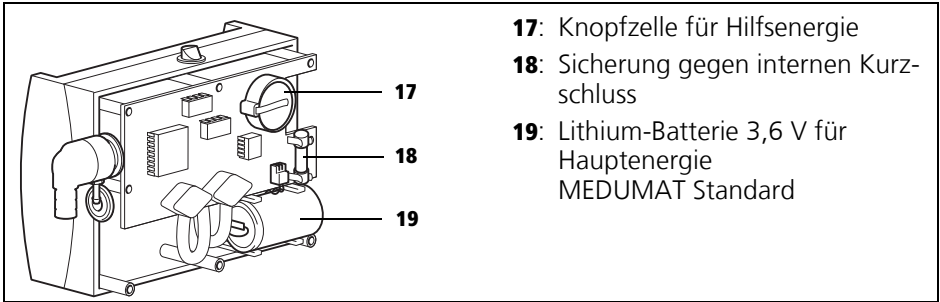 17: Knopfzelle für Hilfsenergie
18: Sicherung gegen internen Kurz-
schluss
19: Lithium-Batterie 3,6 V für
Hauptenergie
MEDUMAT Standard
17
18
19